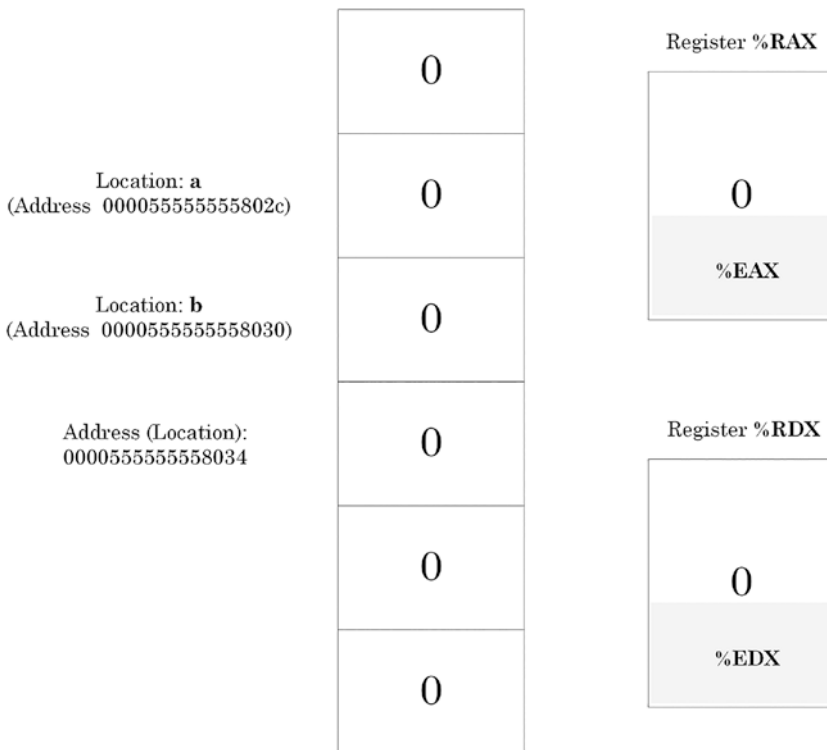 0
Register %RAX
Location: a
(Address 000055555555802c)
0
0
%EAX
Location: b
(Address 0000555555558030)
0
Address (Location):
0000555555558034
0
Register %RDX
0
0
%EDX
0